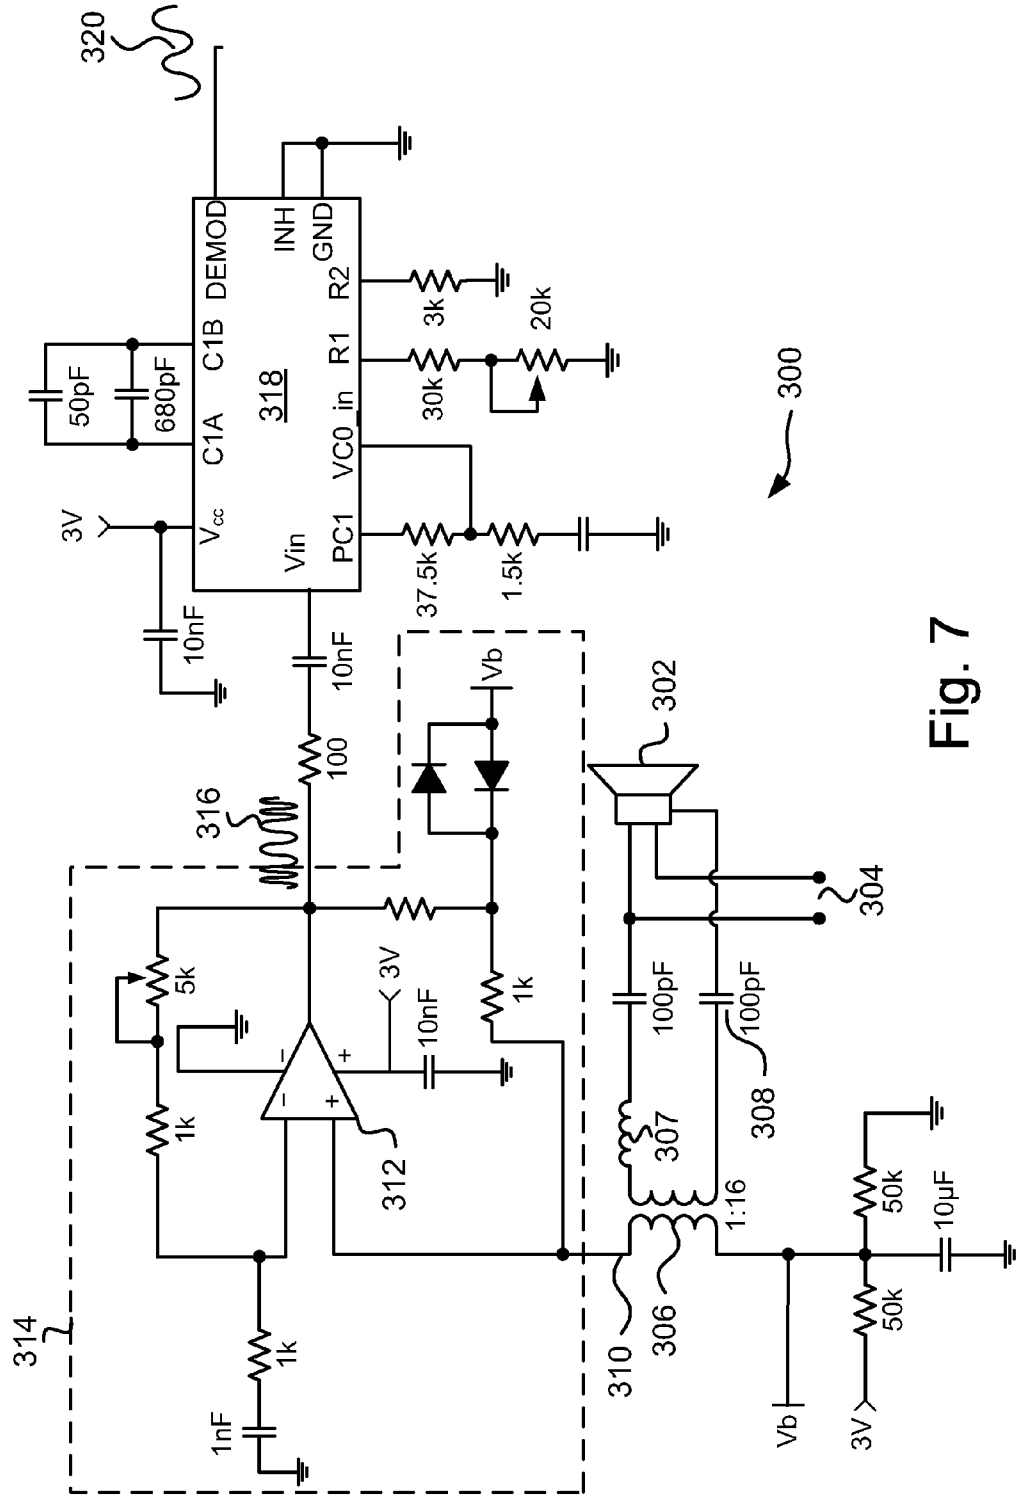 320
50pF
680pF
3V
10nF
C1A
C1B
DEMOD
Vcc
318
INH
GND
Vin
PC1
VC0_in
R1
R2
10nF
100
316
37.5k
1.5k
30k
20k
3k
300
314
5k
1k
1k
1nF
−
−
+
+
312
3V
10nF
1k
Vb
302
304
100pF
100pF
307
308
1:16
306
310
Vb
3V
50k
50k
10µF
Fig. 7